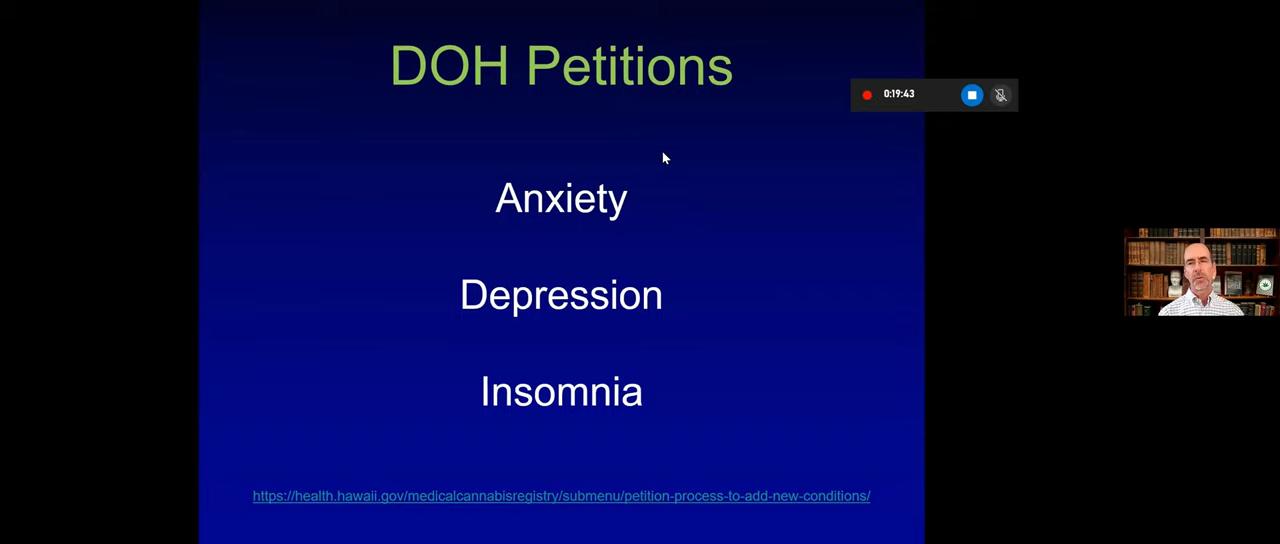 DOH Petitions
0:19:43
Anxiety
Depression
Insomnia
https://health.hawaii.gov/medicalcannabisregistry/submenu/petition-process-to-add-new-conditions/